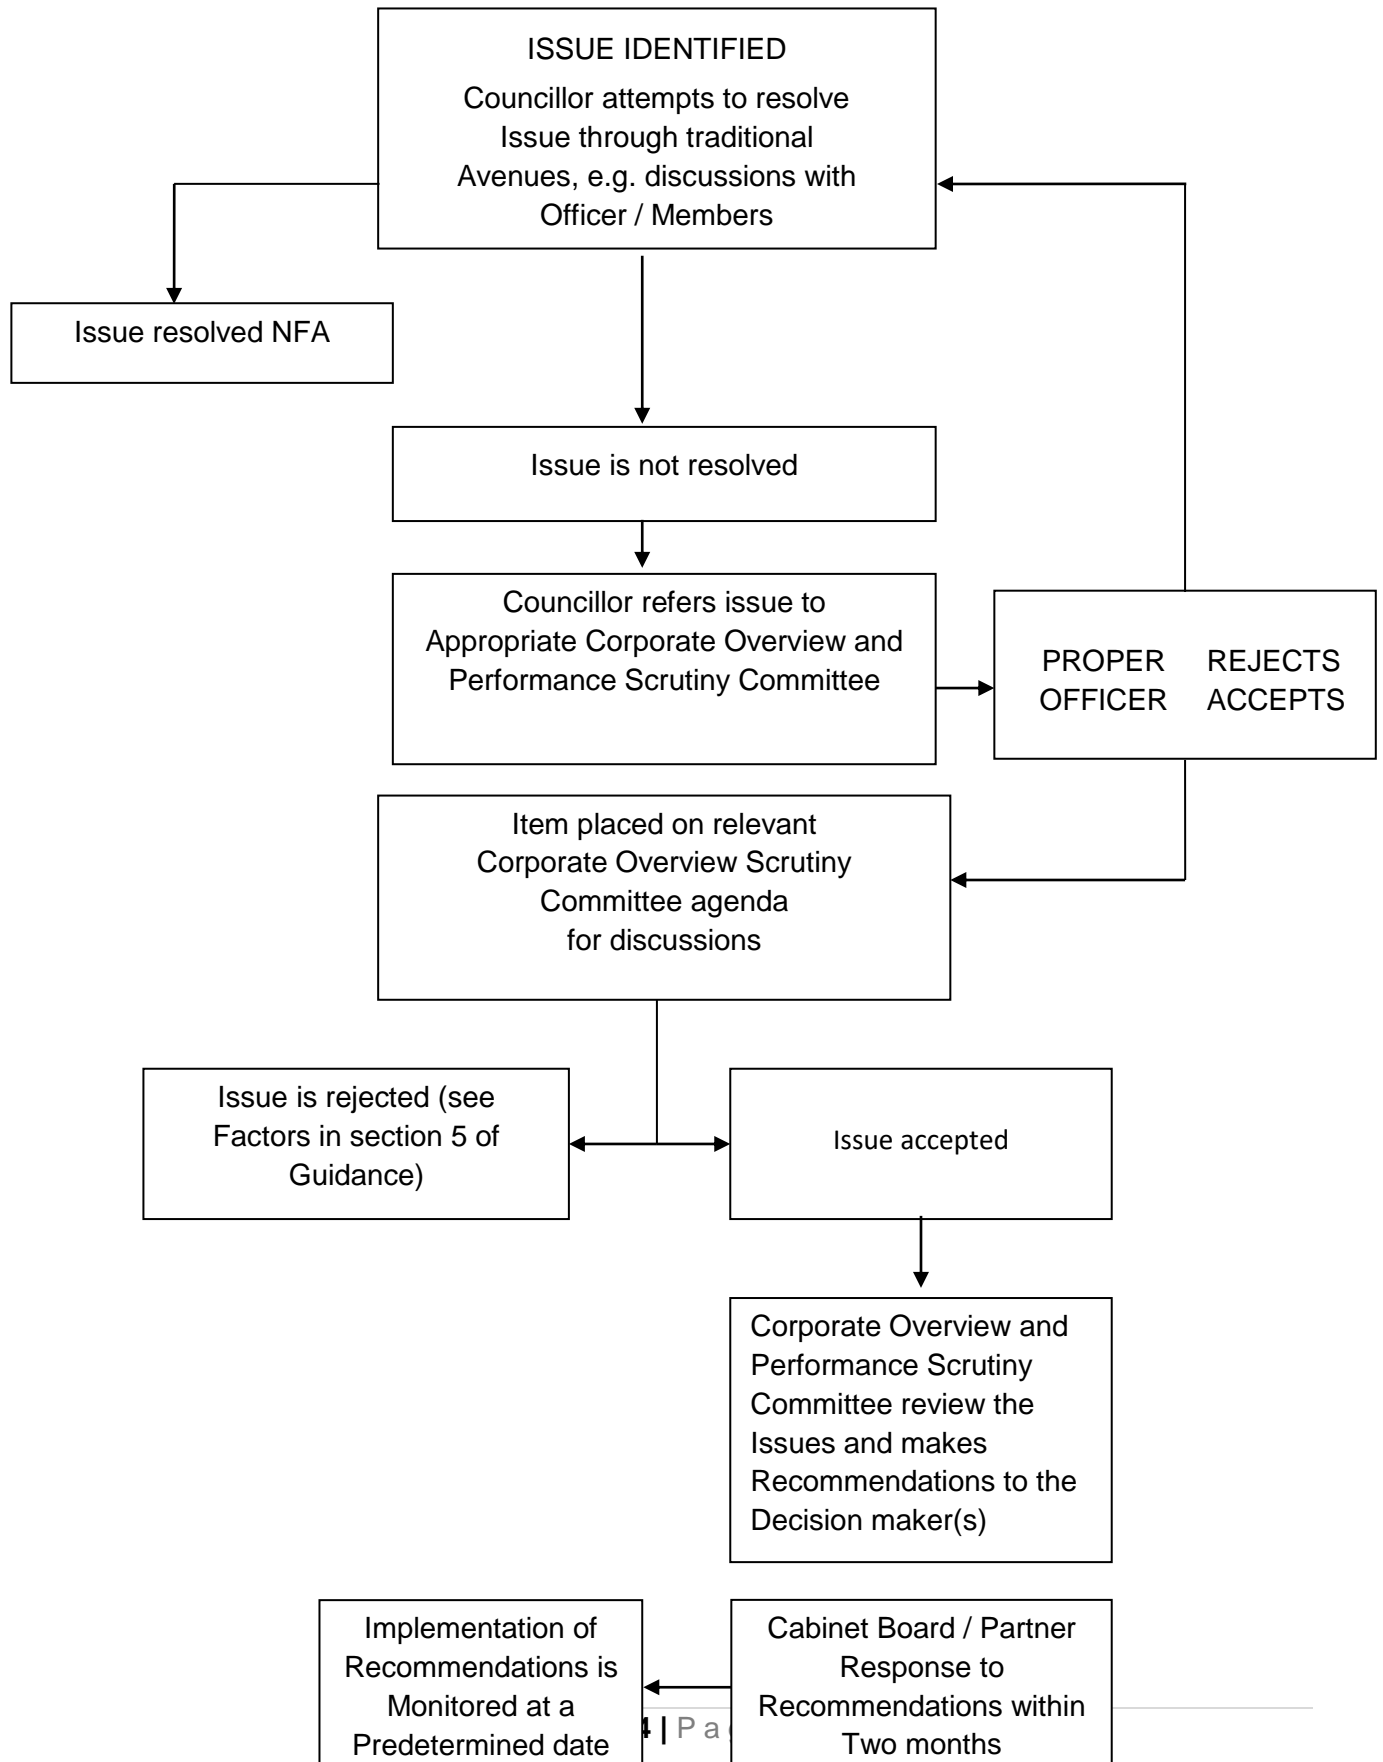 ISSUE IDENTIFIED
Councillor attempts to resolve
Issue through traditional
Avenues, e.g. discussions with
Officer / Members
Issue resolved NFA
Issue is not resolved
Councillor refers issue to
Appropriate Corporate Overview and
Performance Scrutiny Committee
PROPER REJECTS
OFFICER ACCEPTS
Item placed on relevant
Corporate Overview Scrutiny
Committee agenda
for discussions
Issue is rejected (see
Factors in section 5 of
Guidance)
Issue accepted
Corporate Overview and
Performance Scrutiny
Committee review the
Issues and makes
Recommendations to the
Decision maker(s)
Implementation of
Recommendations is
Monitored at a
Predetermined date
Cabinet Board / Partner
Response to
Recommendations within
Two months
4 | P a